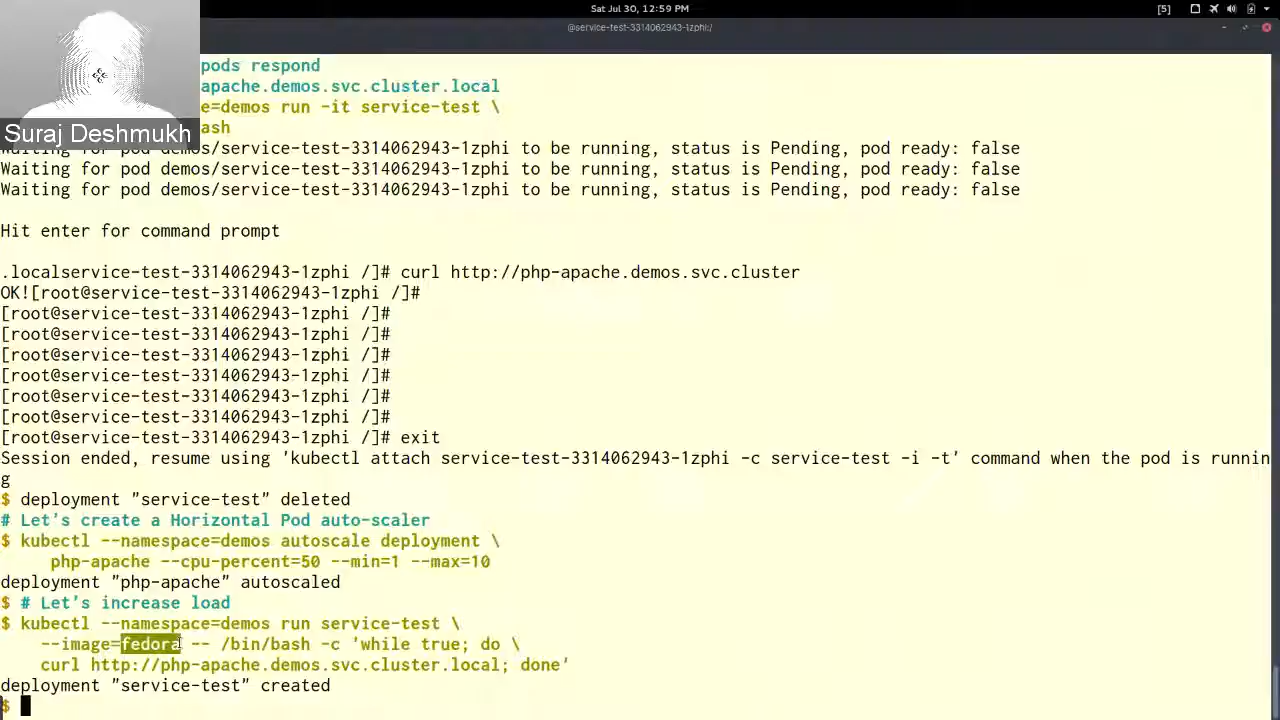 Sat Jul 30, 12:59 PM
[5]
@service-test-3314062943-1zphi:/
Suraj Deshmukh
pods respond
apache.demos.svc.cluster.local
e=demos run -it service-test \
ash
Waiting for pod demos/service-test-3314062943-1zphi to be running, status is Pending, pod ready: false
Waiting for pod demos/service-test-3314062943-1zphi to be running, status is Pending, pod ready: false
Waiting for pod demos/service-test-3314062943-1zphi to be running, status is Pending, pod ready: false
Hit enter for command prompt
.localservice-test-3314062943-1zphi /]# curl http://php-apache.demos.svc.cluster
OK![root@service-test-3314062943-1zphi /]#
[root@service-test-3314062943-1zphi /]#
[root@service-test-3314062943-1zphi /]#
[root@service-test-3314062943-1zphi /]#
[root@service-test-3314062943-1zphi /]#
[root@service-test-3314062943-1zphi /]#
[root@service-test-3314062943-1zphi /]#
[root@service-test-3314062943-1zphi /]# exit
Session ended, resume using 'kubectl attach service-test-3314062943-1zphi -c service-test -i -t' command when the pod is runnin
g
$ deployment "service-test" deleted
# Let's create a Horizontal Pod auto-scaler
$ kubectl --namespace=demos autoscale deployment \
php-apache --cpu-percent=50 --min=1 --max=10
deployment "php-apache" autoscaled
$ # Let's increase load
$ kubectl --namespace=demos run service-test \
--image=fedora -- /bin/bash -c 'while true; do \
curl http://php-apache.demos.svc.cluster.local; done'
deployment "service-test" created
$